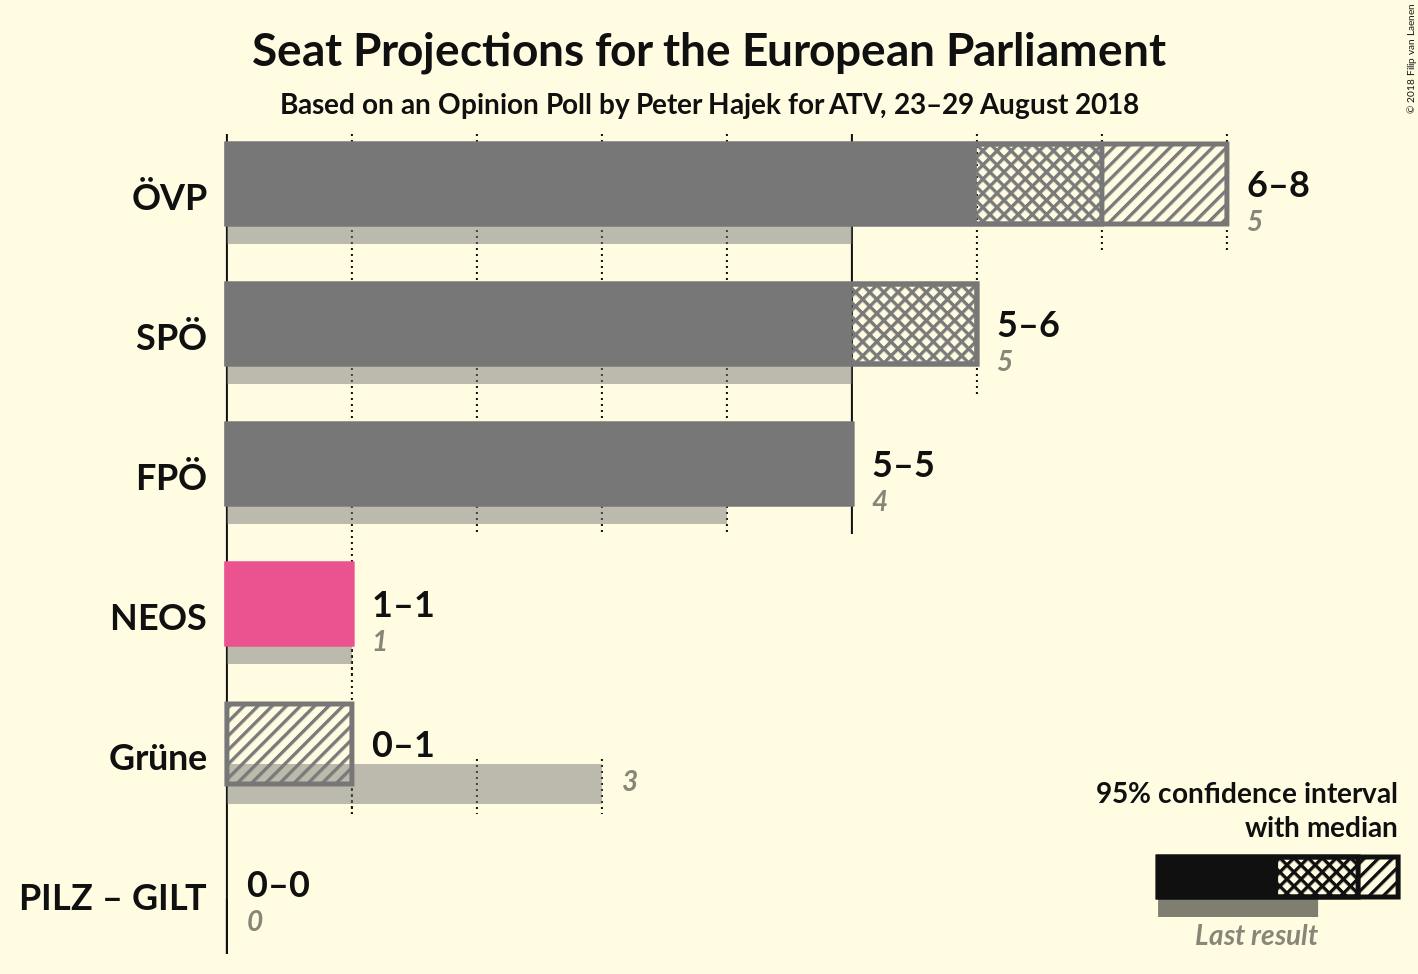 Seat Projections for the European Parliament
Based on an Opinion Poll by Peter Hajek for ATV, 23–29 August 2018
© 2018 Filip van Laenen
ÖVP
6–8
5
SPÖ
5–6
5
FPÖ
5–5
4
NEOS
1–1
1
Grüne
0–1
3
PILZ – GILT
0–0
0
95% confidence interval
with median
Last result